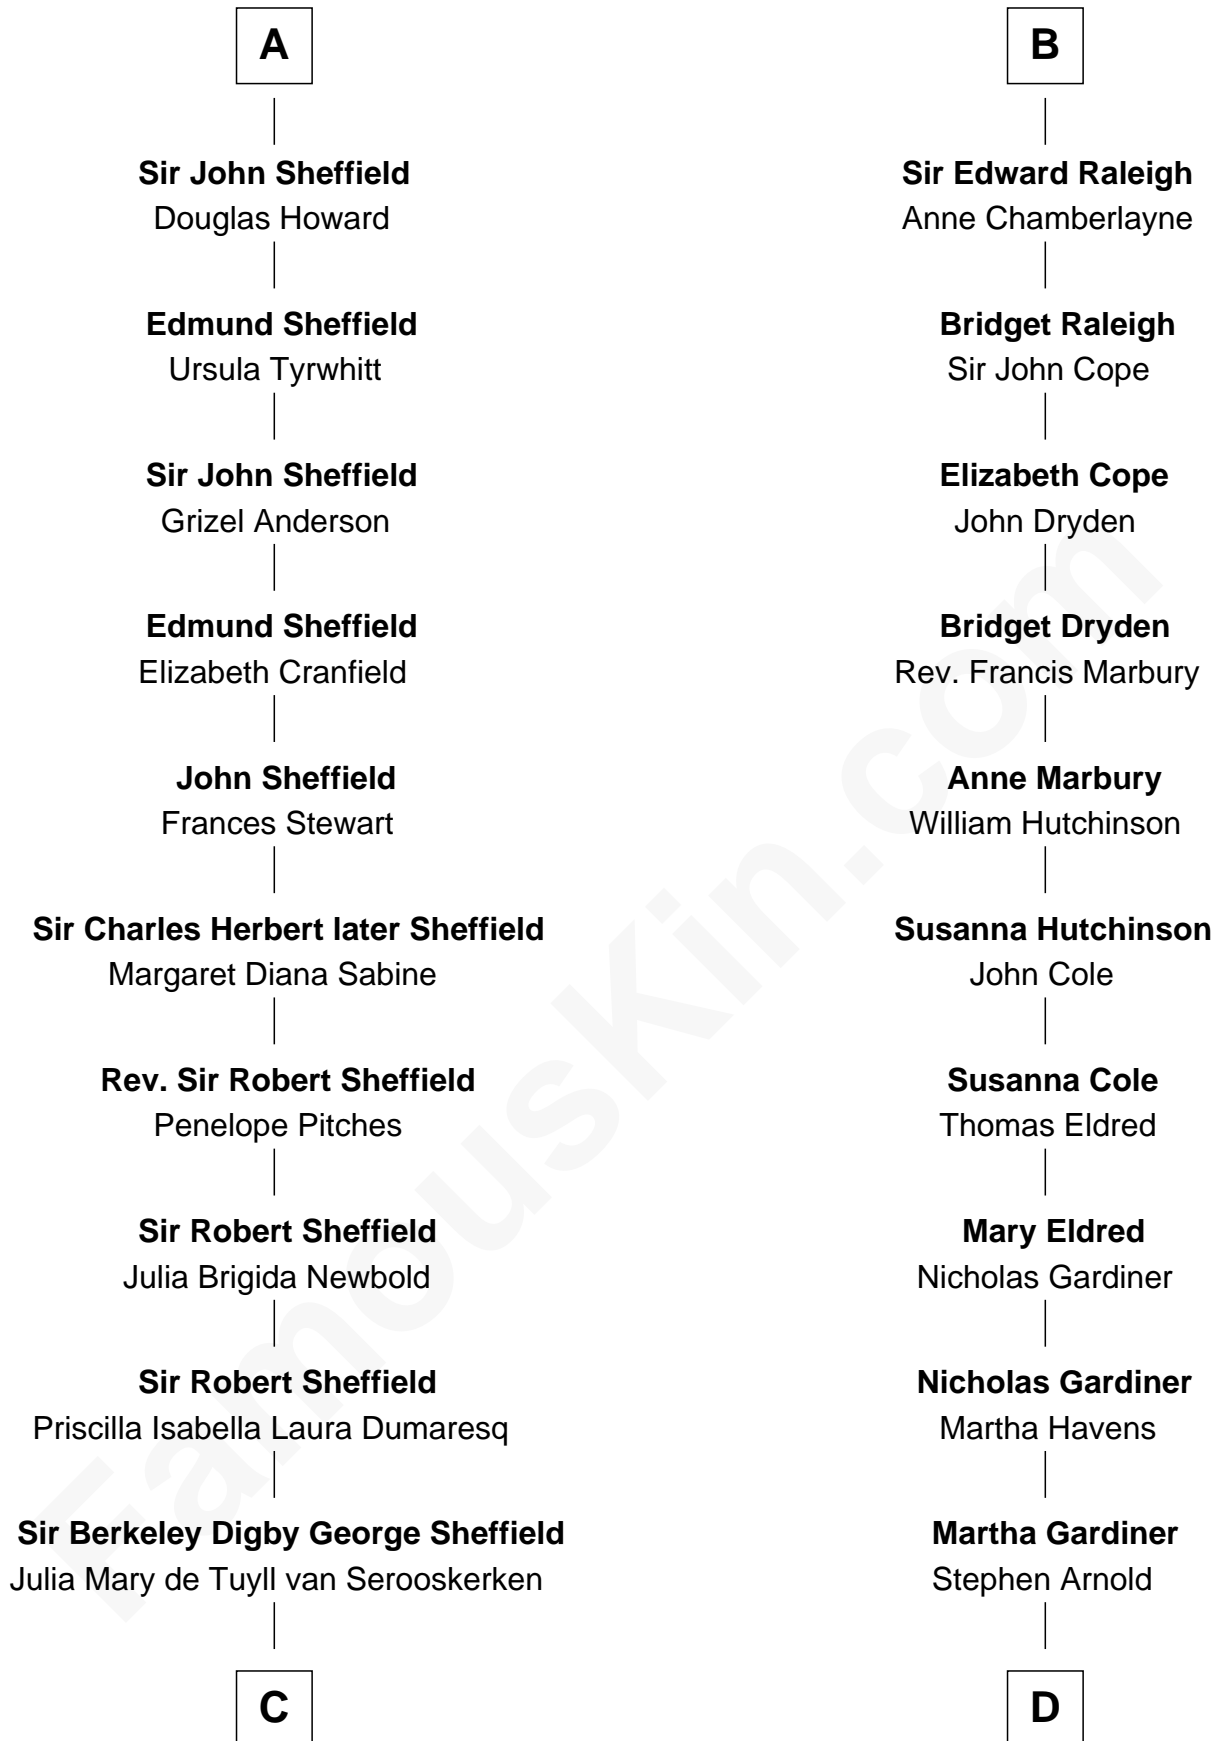 A
Sir John Sheffield
Douglas Howard
Edmund Sheffield
Ursula Tyrwhitt
Sir John Sheffield
Grizel Anderson
Edmund Sheffield
Elizabeth Cranfield
John Sheffield
Frances Stewart
Sir Charles Herbert later Sheffield
Margaret Diana Sabine
Rev. Sir Robert Sheffield
Penelope Pitches
Sir Robert Sheffield
Julia Brigida Newbold
Sir Robert Sheffield
Priscilla Isabella Laura Dumaresq
Sir Berkeley Digby George Sheffield
Julia Mary de Tuyll van Serooskerken
C
B
Sir Edward Raleigh
Anne Chamberlayne
Bridget Raleigh
Sir John Cope
Elizabeth Cope
John Dryden
Bridget Dryden
Rev. Francis Marbury
Anne Marbury
William Hutchinson
Susanna Hutchinson
John Cole
Susanna Cole
Thomas Eldred
Mary Eldred
Nicholas Gardiner
Nicholas Gardiner
Martha Havens
Martha Gardiner
Stephen Arnold
D
FamousKin.com